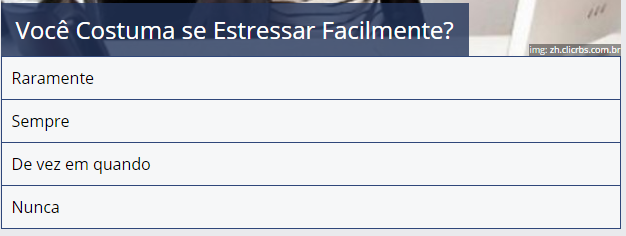 Você Costuma se Estressar Facilmente?
img: zh.clicrbs.com.br
Raramente
Sempre
De vez em quando
Nunca